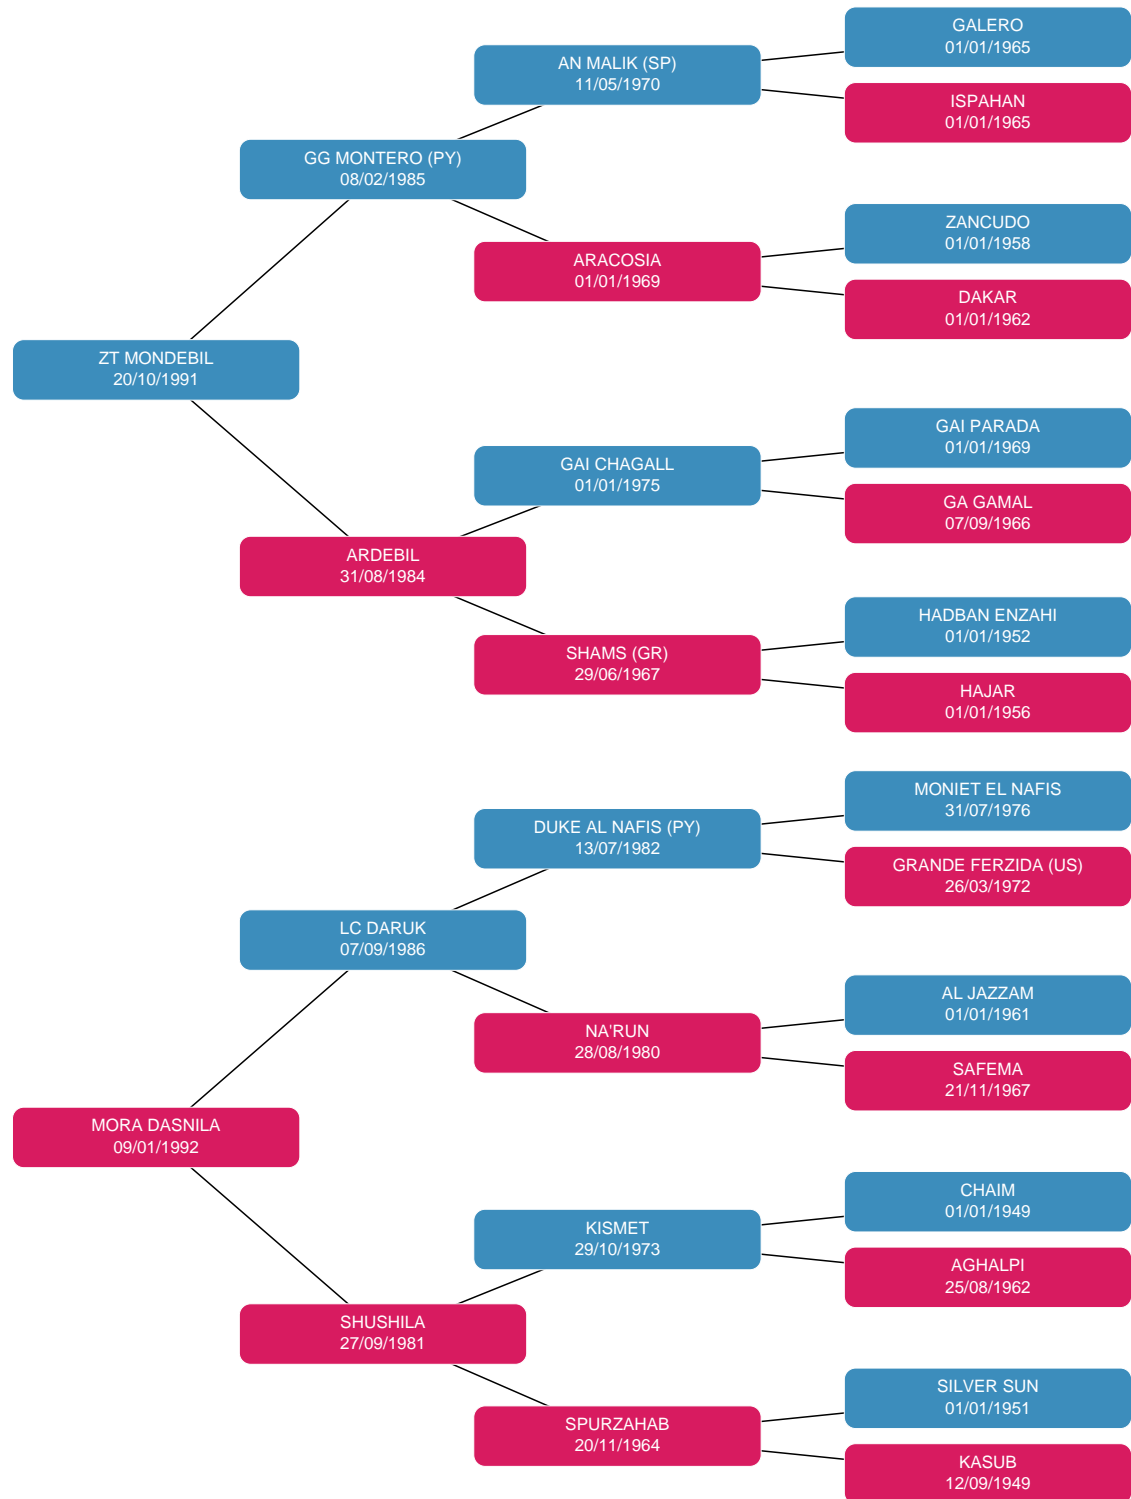 GALERO
01/01/1965
AN MALIK (SP)
11/05/1970
ISPAHAN
01/01/1965
GG MONTERO (PY)
08/02/1985
ZANCUDO
01/01/1958
ARACOSIA
01/01/1969
DAKAR
01/01/1962
ZT MONDEBIL
20/10/1991
GAI PARADA
01/01/1969
GAI CHAGALL
01/01/1975
GA GAMAL
07/09/1966
ARDEBIL
31/08/1984
HADBAN ENZAHI
01/01/1952
SHAMS (GR)
29/06/1967
HAJAR
01/01/1956
MONIET EL NAFIS
31/07/1976
DUKE AL NAFIS (PY)
13/07/1982
GRANDE FERZIDA (US)
26/03/1972
LC DARUK
07/09/1986
AL JAZZAM
01/01/1961
NA'RUN
28/08/1980
SAFEMA
21/11/1967
MORA DASNILA
09/01/1992
CHAIM
01/01/1949
KISMET
29/10/1973
AGHALPI
25/08/1962
SHUSHILA
27/09/1981
SILVER SUN
01/01/1951
SPURZAHAB
20/11/1964
KASUB
12/09/1949